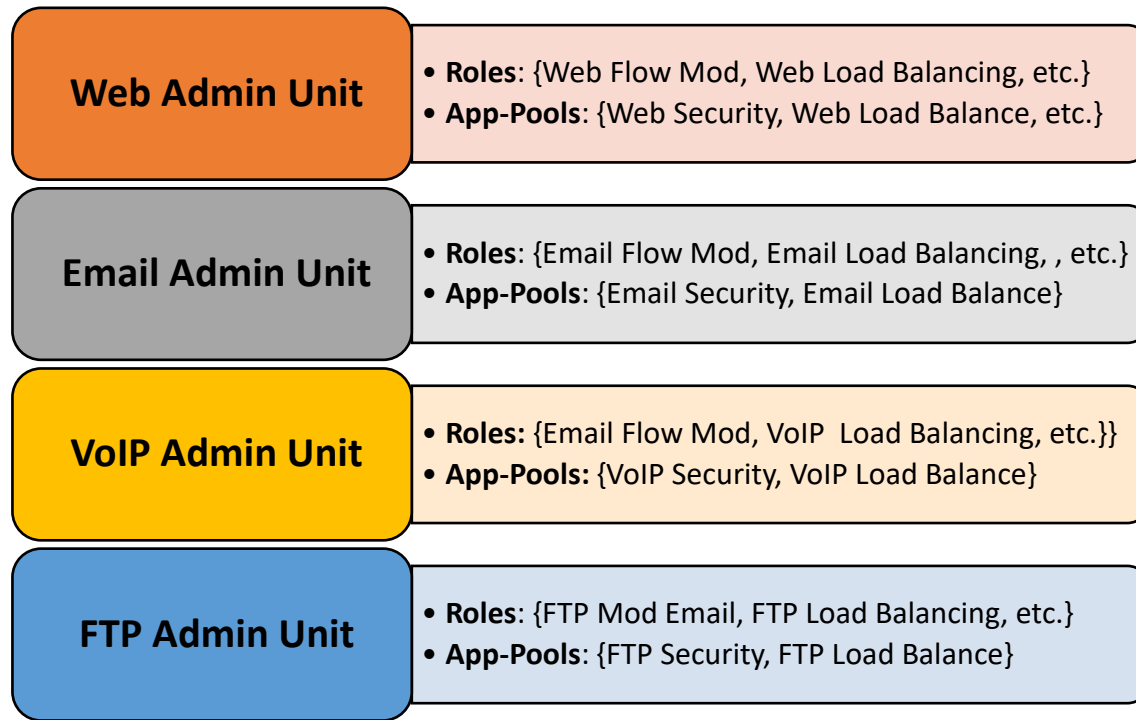 Web Admin Unit
• Roles: {Web Flow Mod, Web Load Balancing, etc.}
• App-Pools: {Web Security, Web Load Balance, etc.}
Email Admin Unit
• Roles: {Email Flow Mod, Email Load Balancing, , etc.}
• App-Pools: {Email Security, Email Load Balance}
VoIP Admin Unit
• Roles: {Email Flow Mod, VoIP  Load Balancing, etc.}}
• App-Pools: {VoIP Security, VoIP Load Balance}
FTP Admin Unit
• Roles: {FTP Mod Email, FTP Load Balancing, etc.}
• App-Pools: {FTP Security, FTP Load Balance}